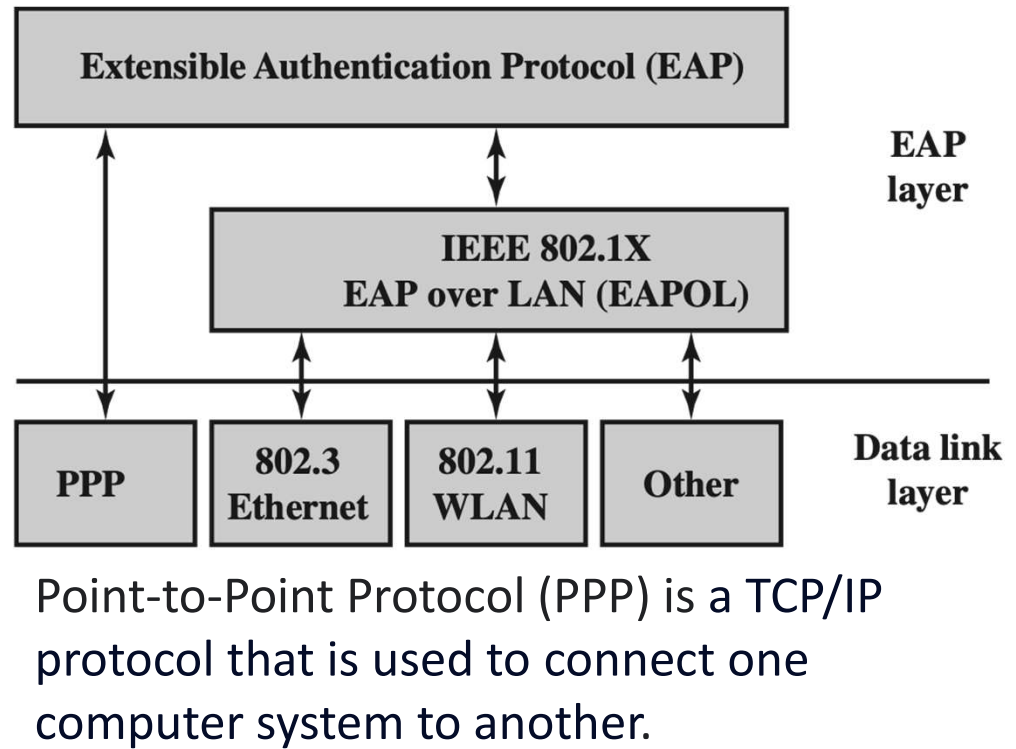 Extensible Authentication Protocol (EAP)
EAP
layer
IEEE 802.1X
EAP over LAN (EAPOL)
PPP
802.3
Ethernet
802.11
WLAN
Other
Data link
layer
Point-to-Point Protocol (PPP) is a TCP/IP
protocol that is used to connect one
computer system to another.